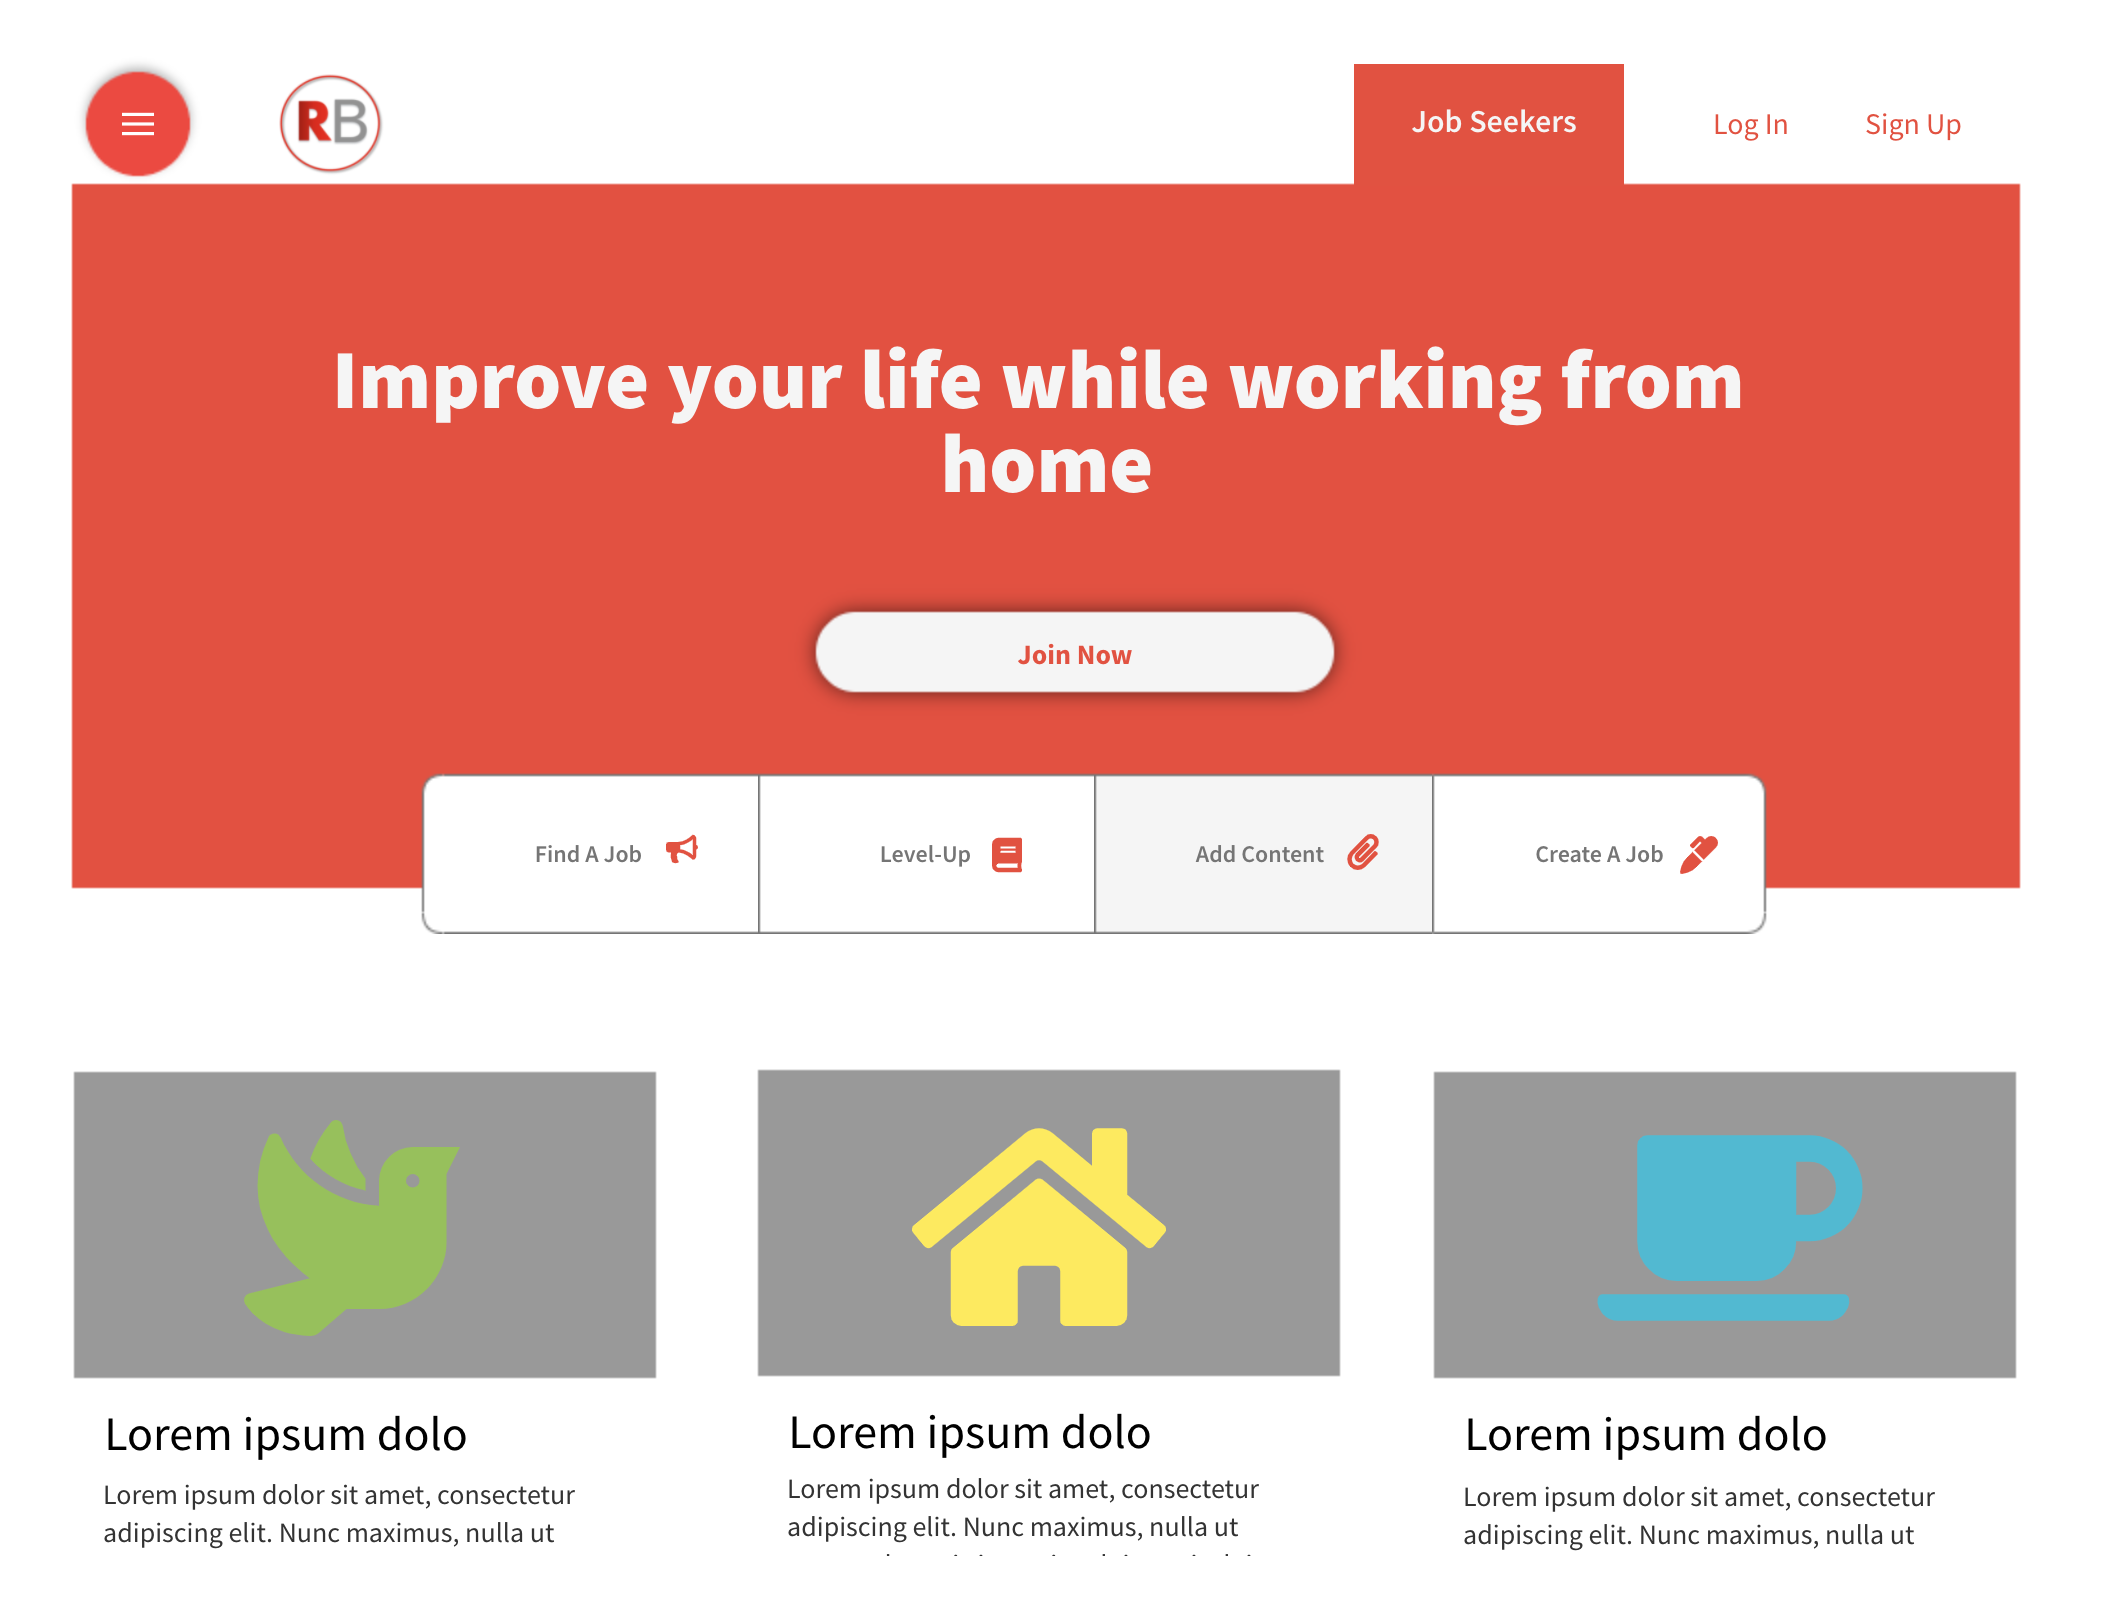 RB
Job Seekers
Log In
Sign Up
Improve your life while working from
home
Join Now
Find A Job
Level-Up
Add Content
Create A Job
Lorem ipsum dolo
Lorem ipsum dolor sit amet, consectetur
adipiscing elit. Nunc maximus, nulla ut
Lorem ipsum dolo
Lorem ipsum dolor sit amet, consectetur
adipiscing elit. Nunc maximus, nulla ut
Lorem ipsum dolo
Lorem ipsum dolor sit amet, consectetur
adipiscing elit. Nunc maximus, nulla ut